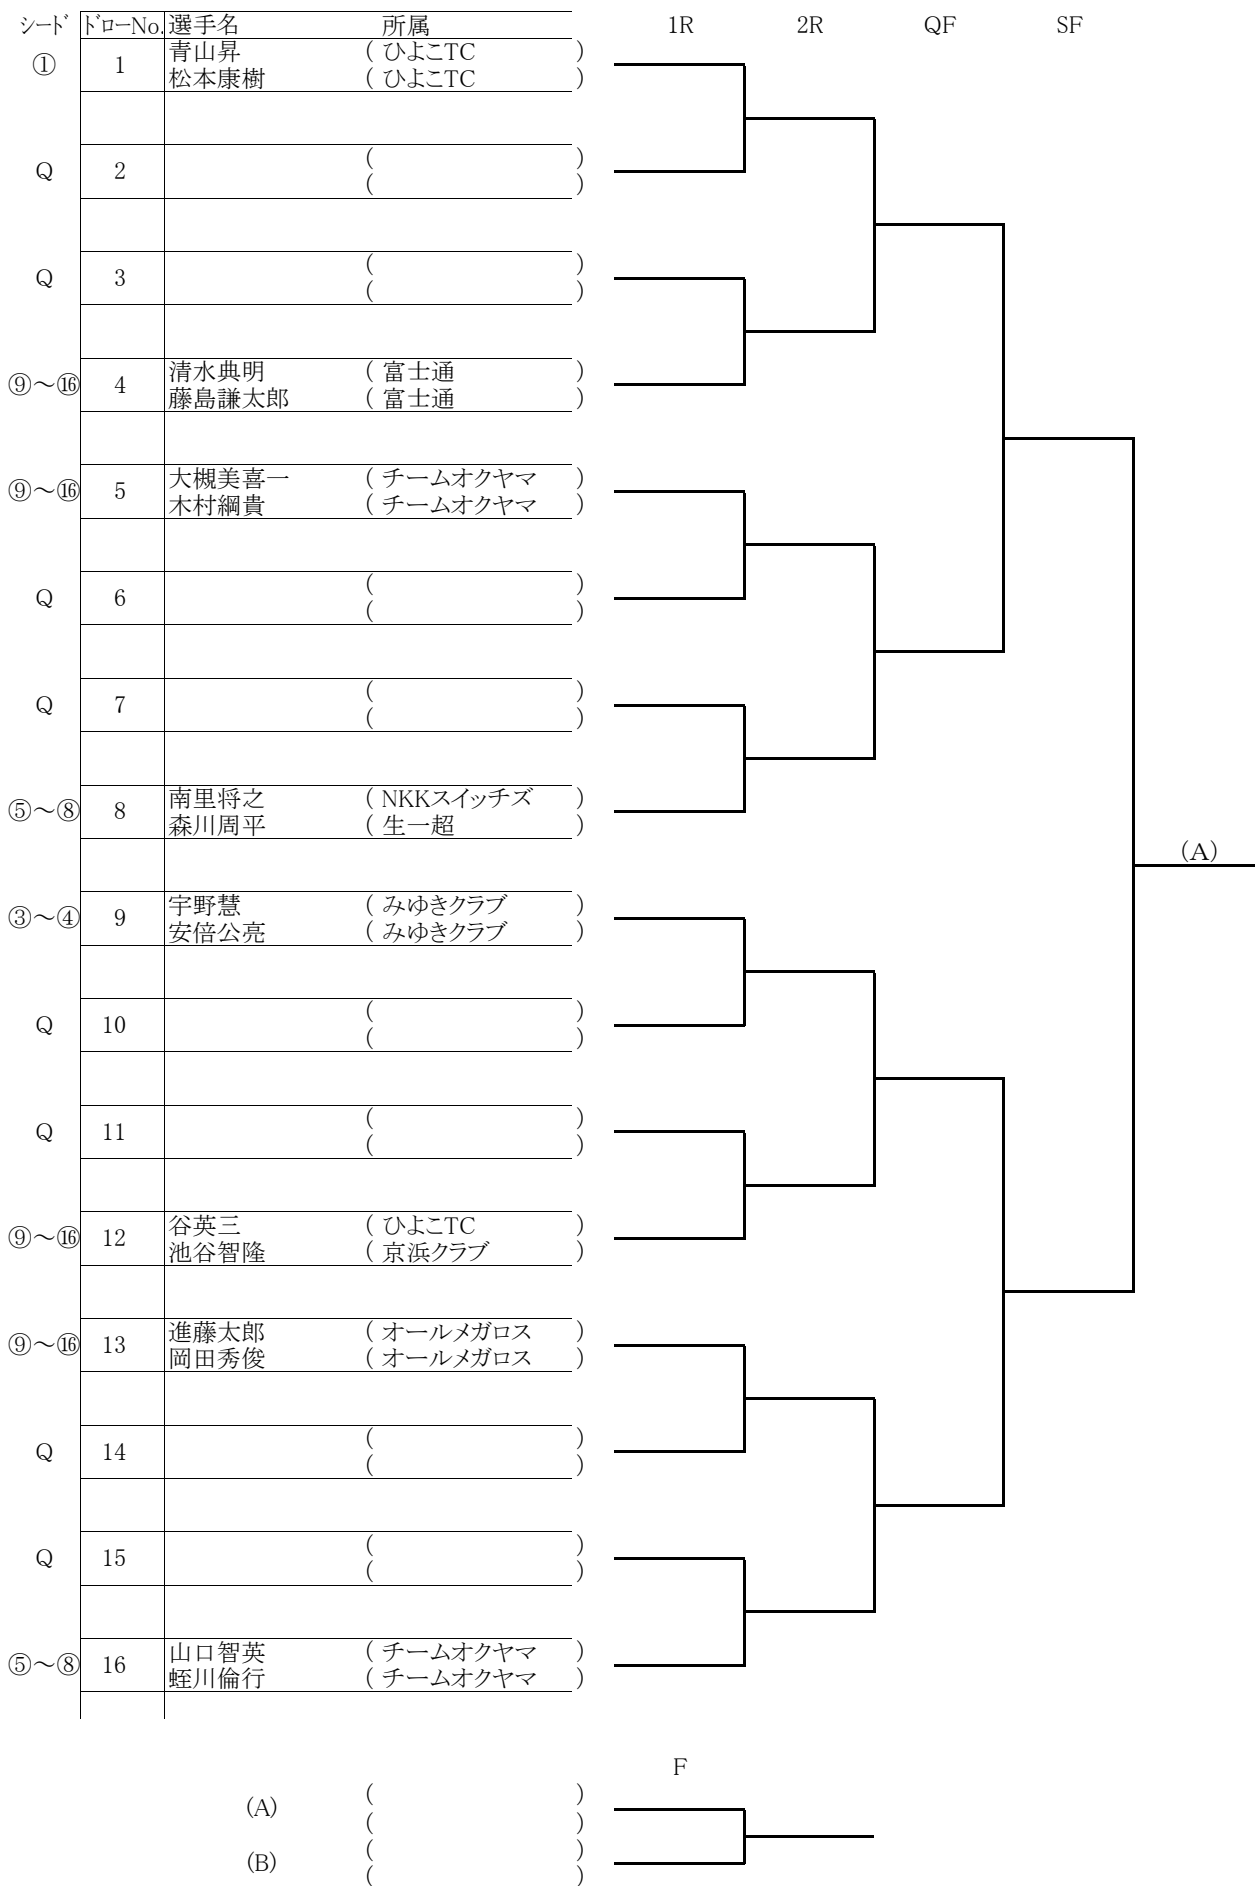 シード ドローNo. 選手名 所属 1R 2R QF SF
① 1 青山昇 ( ひよこTC )
松本康樹 ( ひよこTC )
Q 2 ( )
( )
Q 3 ( )
( )
⑨～⑯ 4 清水典明 ( 富士通 )
藤島謙太郎 ( 富士通 )
⑨～⑯ 5 大槻美喜一 ( チームオクヤマ )
木村綱貴 ( チームオクヤマ )
Q 6 ( )
( )
Q 7 ( )
( )
⑤～⑧ 8 南里将之 ( NKKスイッチズ )
森川周平 ( 生一超 )
(A)
③～④ 9 宇野慧 ( みゆきクラブ )
安倍公亮 ( みゆきクラブ )
Q 10 ( )
( )
Q 11 ( )
( )
⑨～⑯ 12 谷英三 ( ひよこTC )
池谷智隆 ( 京浜クラブ )
⑨～⑯ 13 進藤太郎 ( オールメガロス )
岡田秀俊 ( オールメガロス )
Q 14 ( )
( )
Q 15 ( )
( )
⑤～⑧ 16 山口智英 ( チームオクヤマ )
蛭川倫行 ( チームオクヤマ )
F
(A) ( )
( )
(B) ( )
( )